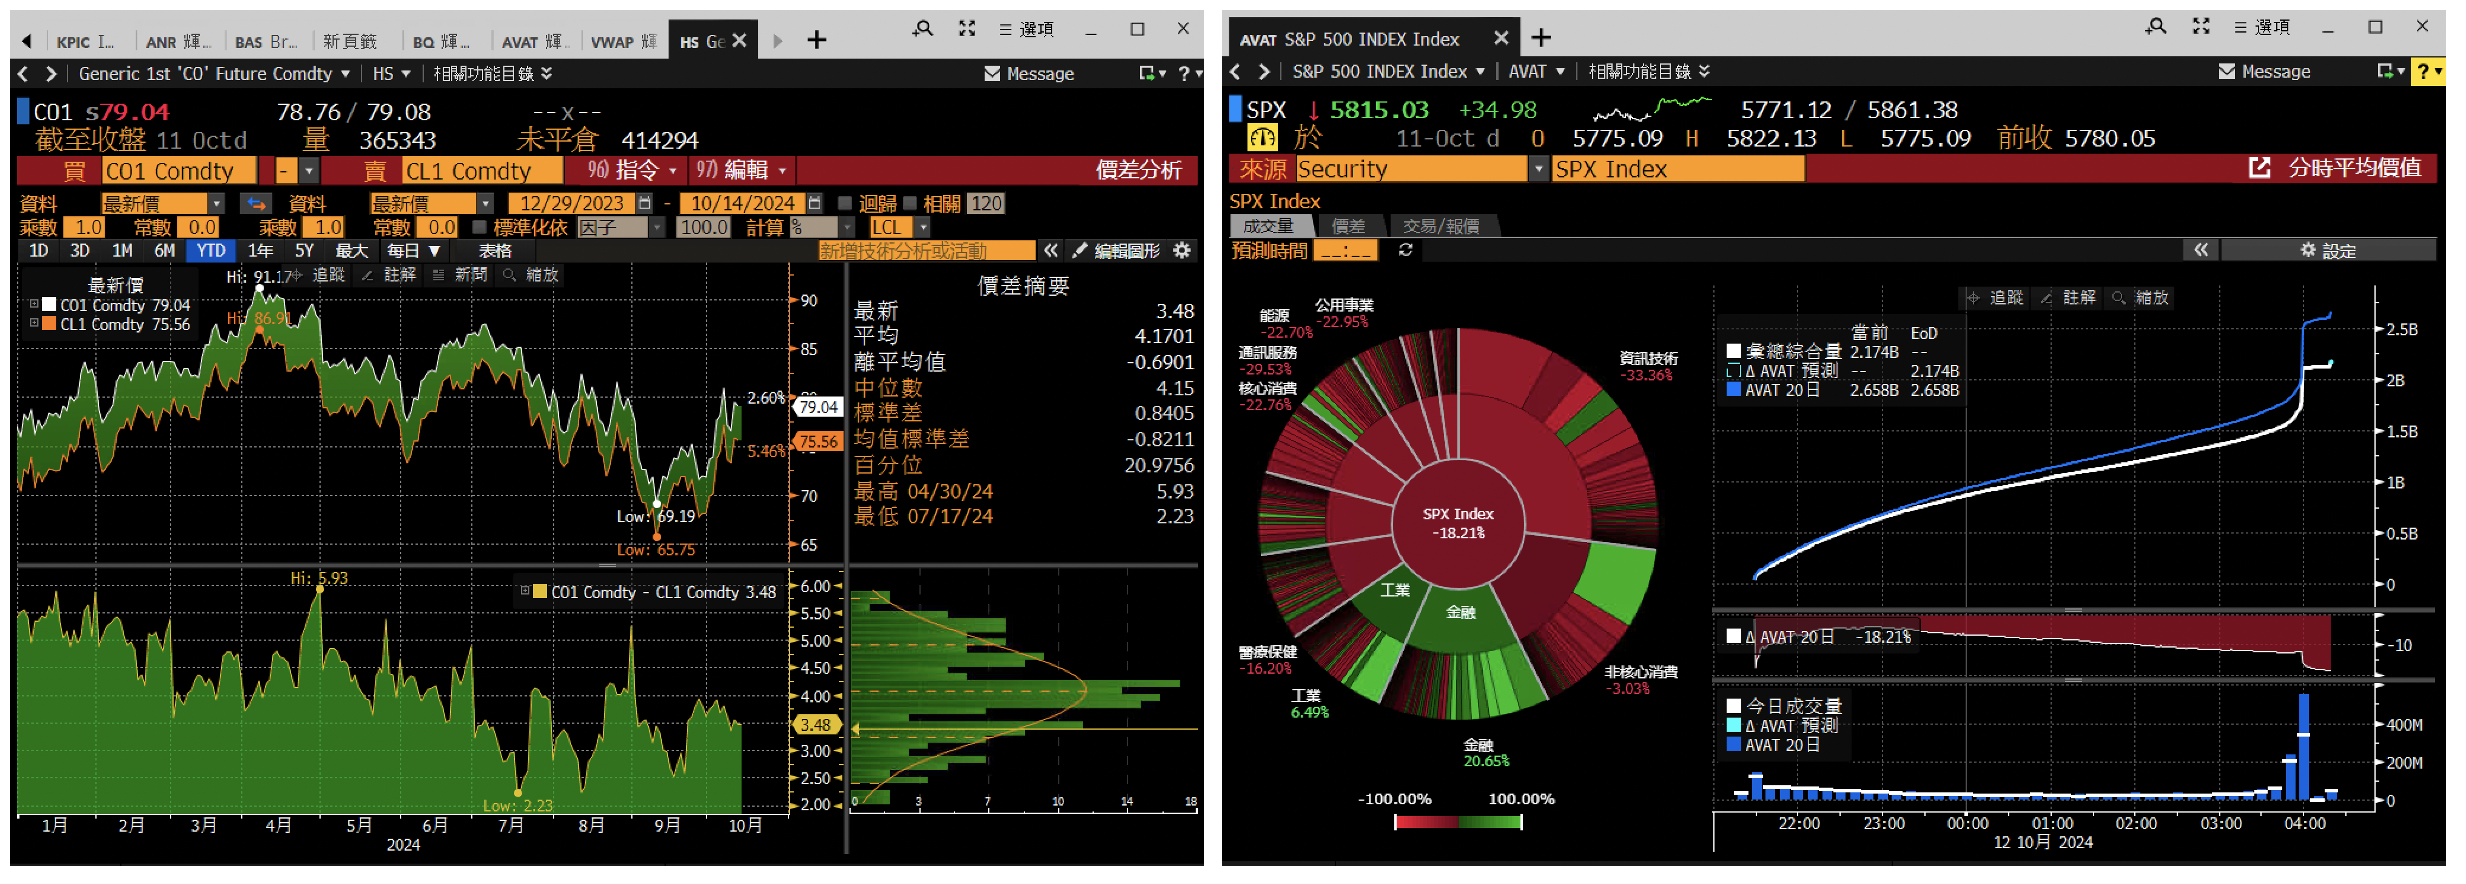 KPIC I...
ANR 輝...
BAS Br...
新頁籤
BQ 輝...
AVAT 輝..
VWAP 輝
HS Ge
選項
Generic 1st 'CO' Future Comdty
HS
相關功能目錄
Message
?
CO1 s79.04
78.76 / 79.08
--x--
截至收盤 11 Octd
量 365343
未平倉 414294
買 CO1 Comdty
-
賣 CL1 Comdty
96) 指令
97) 編輯
價差分析
資料 最新價
資料 最新價
12/29/2023 - 10/14/2024
迴歸 相關 120
乘數 1.0 常數 0.0
乘數 1.0 常數 0.0
標準化依 因子 100.0 計算 % LCL
1D 3D 1M 6M YTD 1年 5Y 最大 每日 ▼ 表格
新增技術分析或活動
編輯圖形
追蹤 註解 新聞 縮放
最新價
CO1 Comdty 79.04
CL1 Comdty 75.56
Hi: 91.17
Hi: 86.91
90
85
2.60%
79.04
75.56
5.46%
70
65
Low: 69.19
Low: 65.75
價差摘要
最新 3.48
平均 4.1701
離平均值 -0.6901
中位數 4.15
標準差 0.8405
均值標準差 -0.8211
百分位 20.9756
最高 04/30/24 5.93
最低 07/17/24 2.23
Hi: 5.93
CO1 Comdty - CL1 Comdty 3.48
6.00
5.50
5.00
4.50
4.00
3.48
3.00
2.50
2.00
Low: 2.23
1月 2月 3月 4月 5月 6月 7月 8月 9月 10月
2024
0 3 7 10 14 18
AVAT S&P 500 INDEX Index
選項
S&P 500 INDEX Index
AVAT
相關功能目錄
Message
?
SPX ↓ 5815.03 +34.98
5771.12 / 5861.38
於 11-Oct d O 5775.09 H 5822.13 L 5775.09 前收 5780.05
來源 Security
SPX Index
分時平均價值
SPX Index
成交量 價差 交易/報價
預測時間 __:__
設定
追蹤 註解 縮放
能源
-22.70%
公用事業
-22.95%
通訊服務
-29.53%
核心消費
-22.76%
資訊技術
-33.36%
SPX Index
-18.21%
工業
金融
醫療保健
-16.20%
工業
6.49%
金融
20.65%
非核心消費
-3.03%
-100.00% 100.00%
當前 EoD
彙總綜合量 2.174B --
Δ AVAT 預測 -- 2.174B
AVAT 20日 2.658B 2.658B
2.5B
2B
1.5B
1B
0.5B
0
Δ AVAT 20日 -18.21%
-10
今日成交量
Δ AVAT 預測
AVAT 20日
400M
200M
0
22:00 23:00 00:00 01:00 02:00 03:00 04:00
12 10月 2024